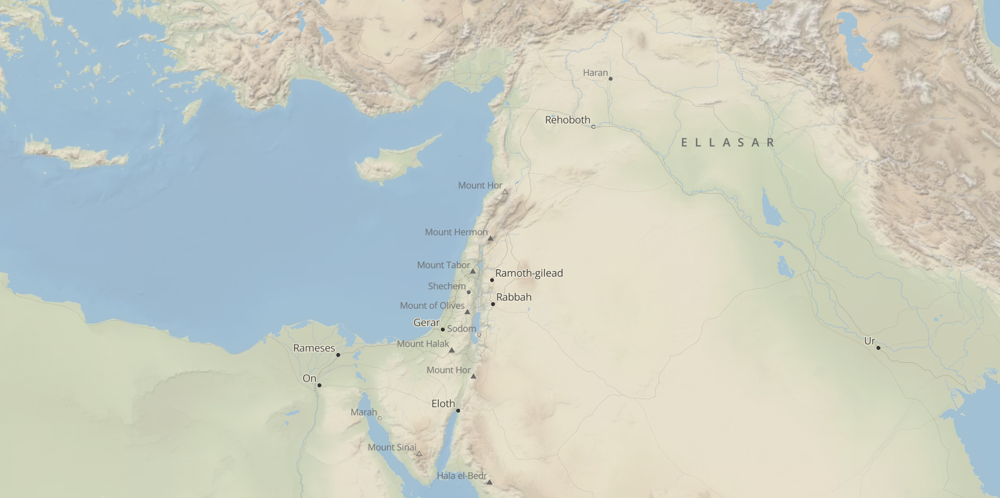 Haran
Rehoboth
ELLASAR
Mount Hor
Mount Hermon
Mount Tabor
Ramoth-gilead
Shechem
Rabbah
Mount of Olives
Gerar
Sodom
Mount Halak
Rameses
Ur
Mount Hor
On
Eloth
Marah
Mount Sinai
Hala el-Bedr